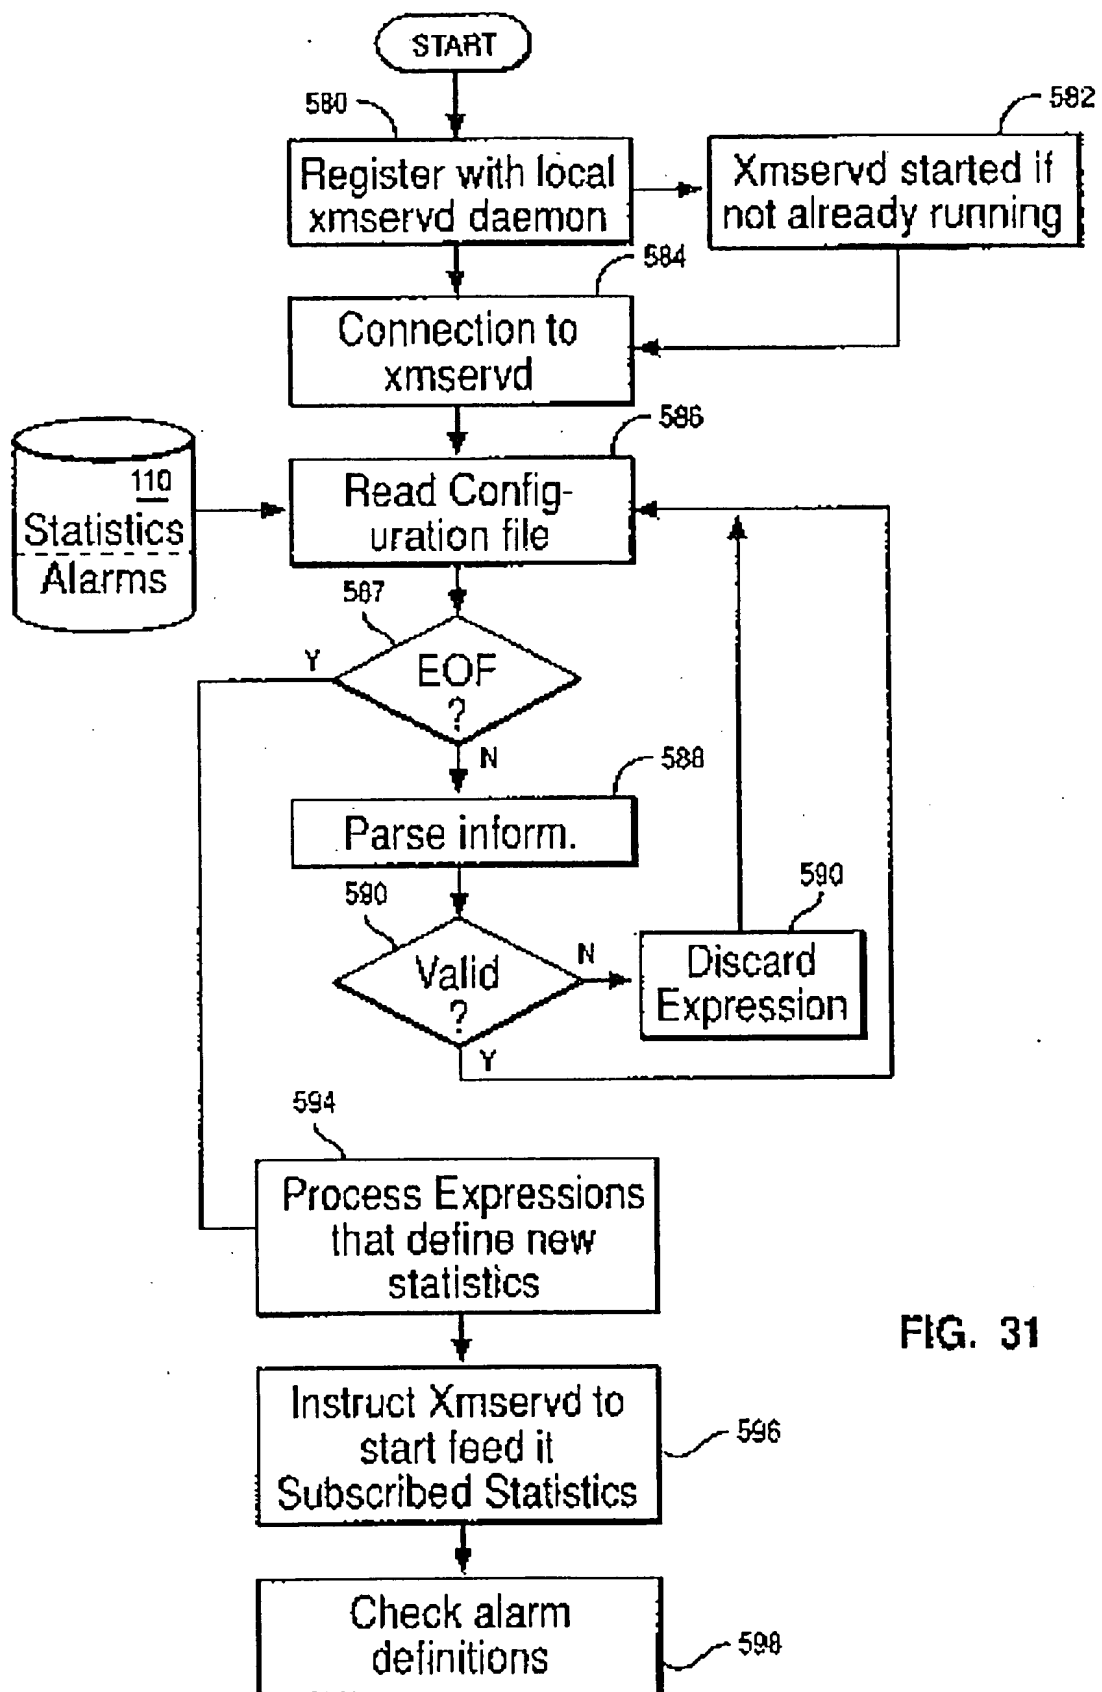 START
580
582
Register with local
xmservd daemon
Xmservd started if
not already running
584
Connection to
xmservd
586
110
Statistics
Alarms
Read Config-
uration file
587
Y
EOF
?
N
588
Parse inform.
590
590
Valid
?
N
Discard
Expression
Y
594
Process Expressions
that define new
statistics
FIG. 31
Instruct Xmservd to
start feed it
Subscribed Statistics
596
Check alarm
definitions
598